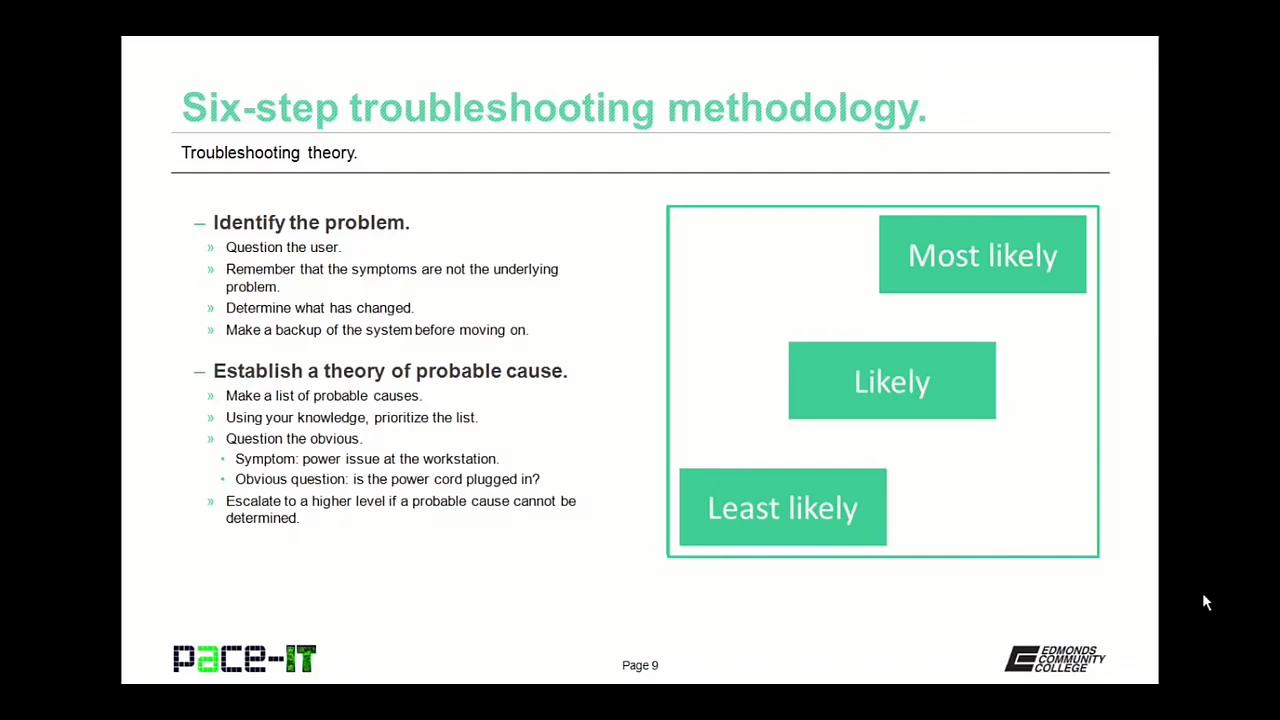 Six-step troubleshooting methodology.
Troubleshooting theory.
– Identify the problem.
» Question the user.
» Remember that the symptoms are not the underlying
problem.
» Determine what has changed.
» Make a backup of the system before moving on.
– Establish a theory of probable cause.
» Make a list of probable causes.
» Using your knowledge, prioritize the list.
» Question the obvious.
• Symptom: power issue at the workstation.
• Obvious question: is the power cord plugged in?
» Escalate to a higher level if a probable cause cannot be
determined.
Most likely
Likely
Least likely
pace-IT
Page 9
EDMONDS
COMMUNITY
COLLEGE